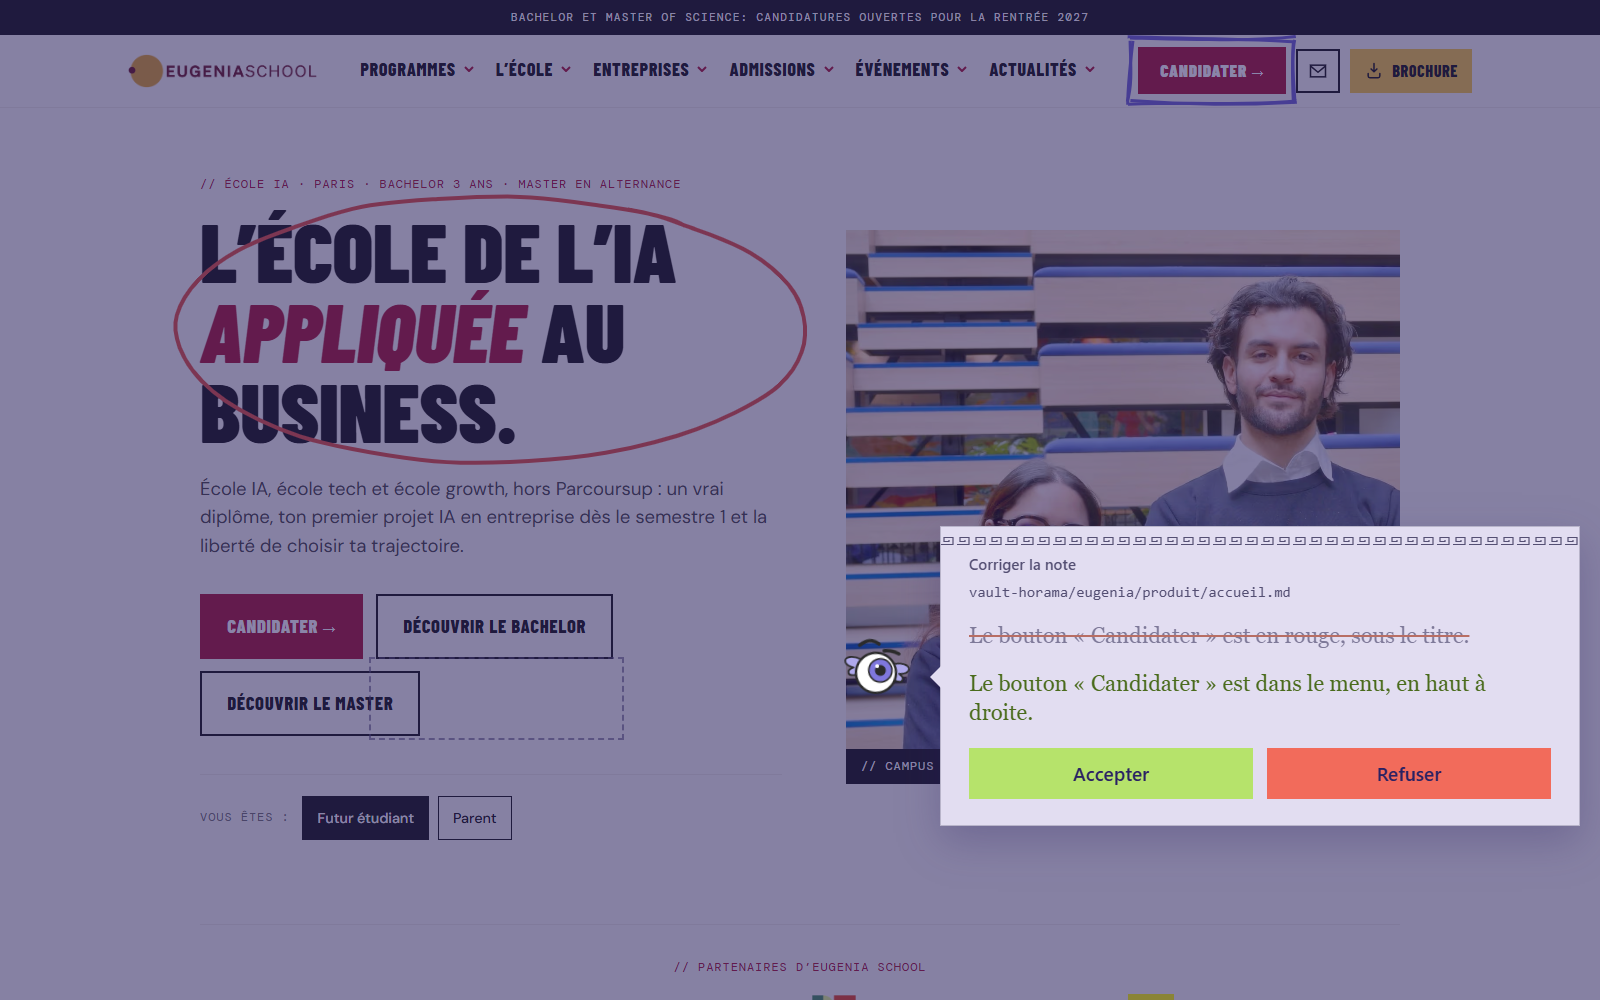 BACHELOR ET MASTER OF SCIENCE: CANDIDATURES OUVERTES POUR LA RENTRÉE 2027
EUGENIASCHOOL
PROGRAMMES
L'ÉCOLE
ENTREPRISES
ADMISSIONS
ÉVÉNEMENTS
ACTUALITÉS
CANDIDATER →
BROCHURE
// ÉCOLE IA · PARIS · BACHELOR 3 ANS · MASTER EN ALTERNANCE
L'ÉCOLE DE L'IA
APPLIQUÉE AU
BUSINESS.
École IA, école tech et école growth, hors Parcoursup : un vrai
diplôme, ton premier projet IA en entreprise dès le semestre 1 et la
liberté de choisir ta trajectoire.
CANDIDATER →
DÉCOUVRIR LE BACHELOR
DÉCOUVRIR LE MASTER
VOUS ÊTES :
Futur étudiant
Parent
// CAMPUS
Corriger la note
vault-horama/eugenia/produit/accueil.md
Le bouton « Candidater » est en rouge, sous le titre.
Le bouton « Candidater » est dans le menu, en haut à
droite.
Accepter
Refuser
// PARTENAIRES D'EUGENIA SCHOOL